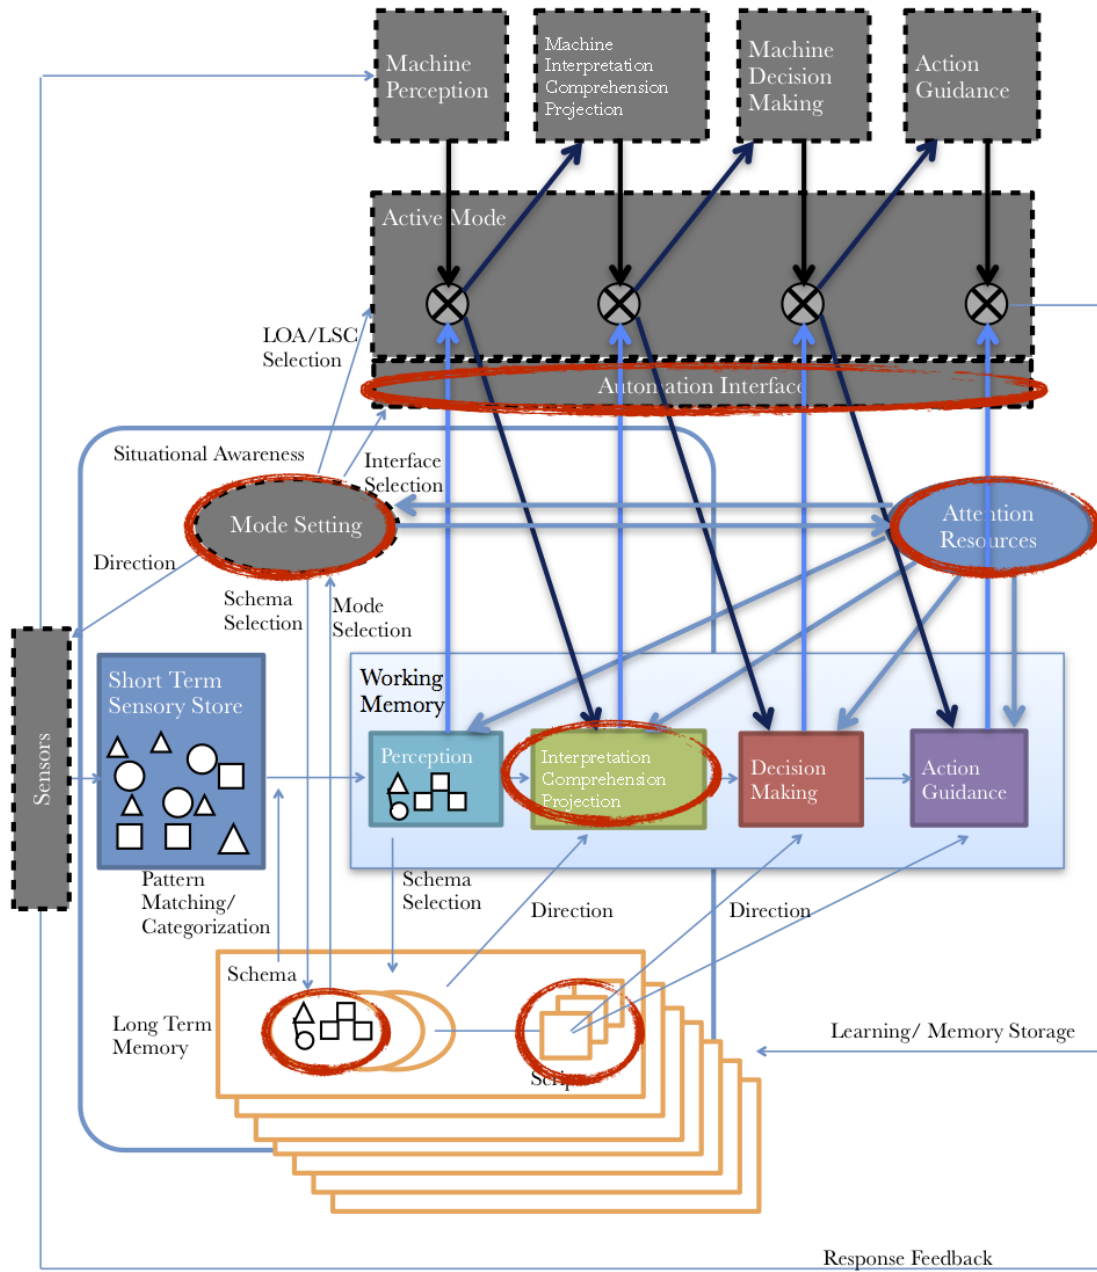 Machine
Perception
Machine
Interpretation
Comprehension
Projection
Machine
Decision
Making
Action
Guidance
Active Mode
LOA/LSC
Selection
Automation Interface
Situational Awareness
Interface
Selection
Mode Setting
Attention
Resources
Direction
Schema
Selection
Mode
Selection
Sensors
Short Term
Sensory Store
Working
Memory
Perception
Interpretation
Comprehension
Projection
Decision
Making
Action
Guidance
Pattern
Matching/
Categorization
Schema
Selection
Direction
Direction
Schema
Long Term
Memory
Learning/ Memory Storage
Response Feedback